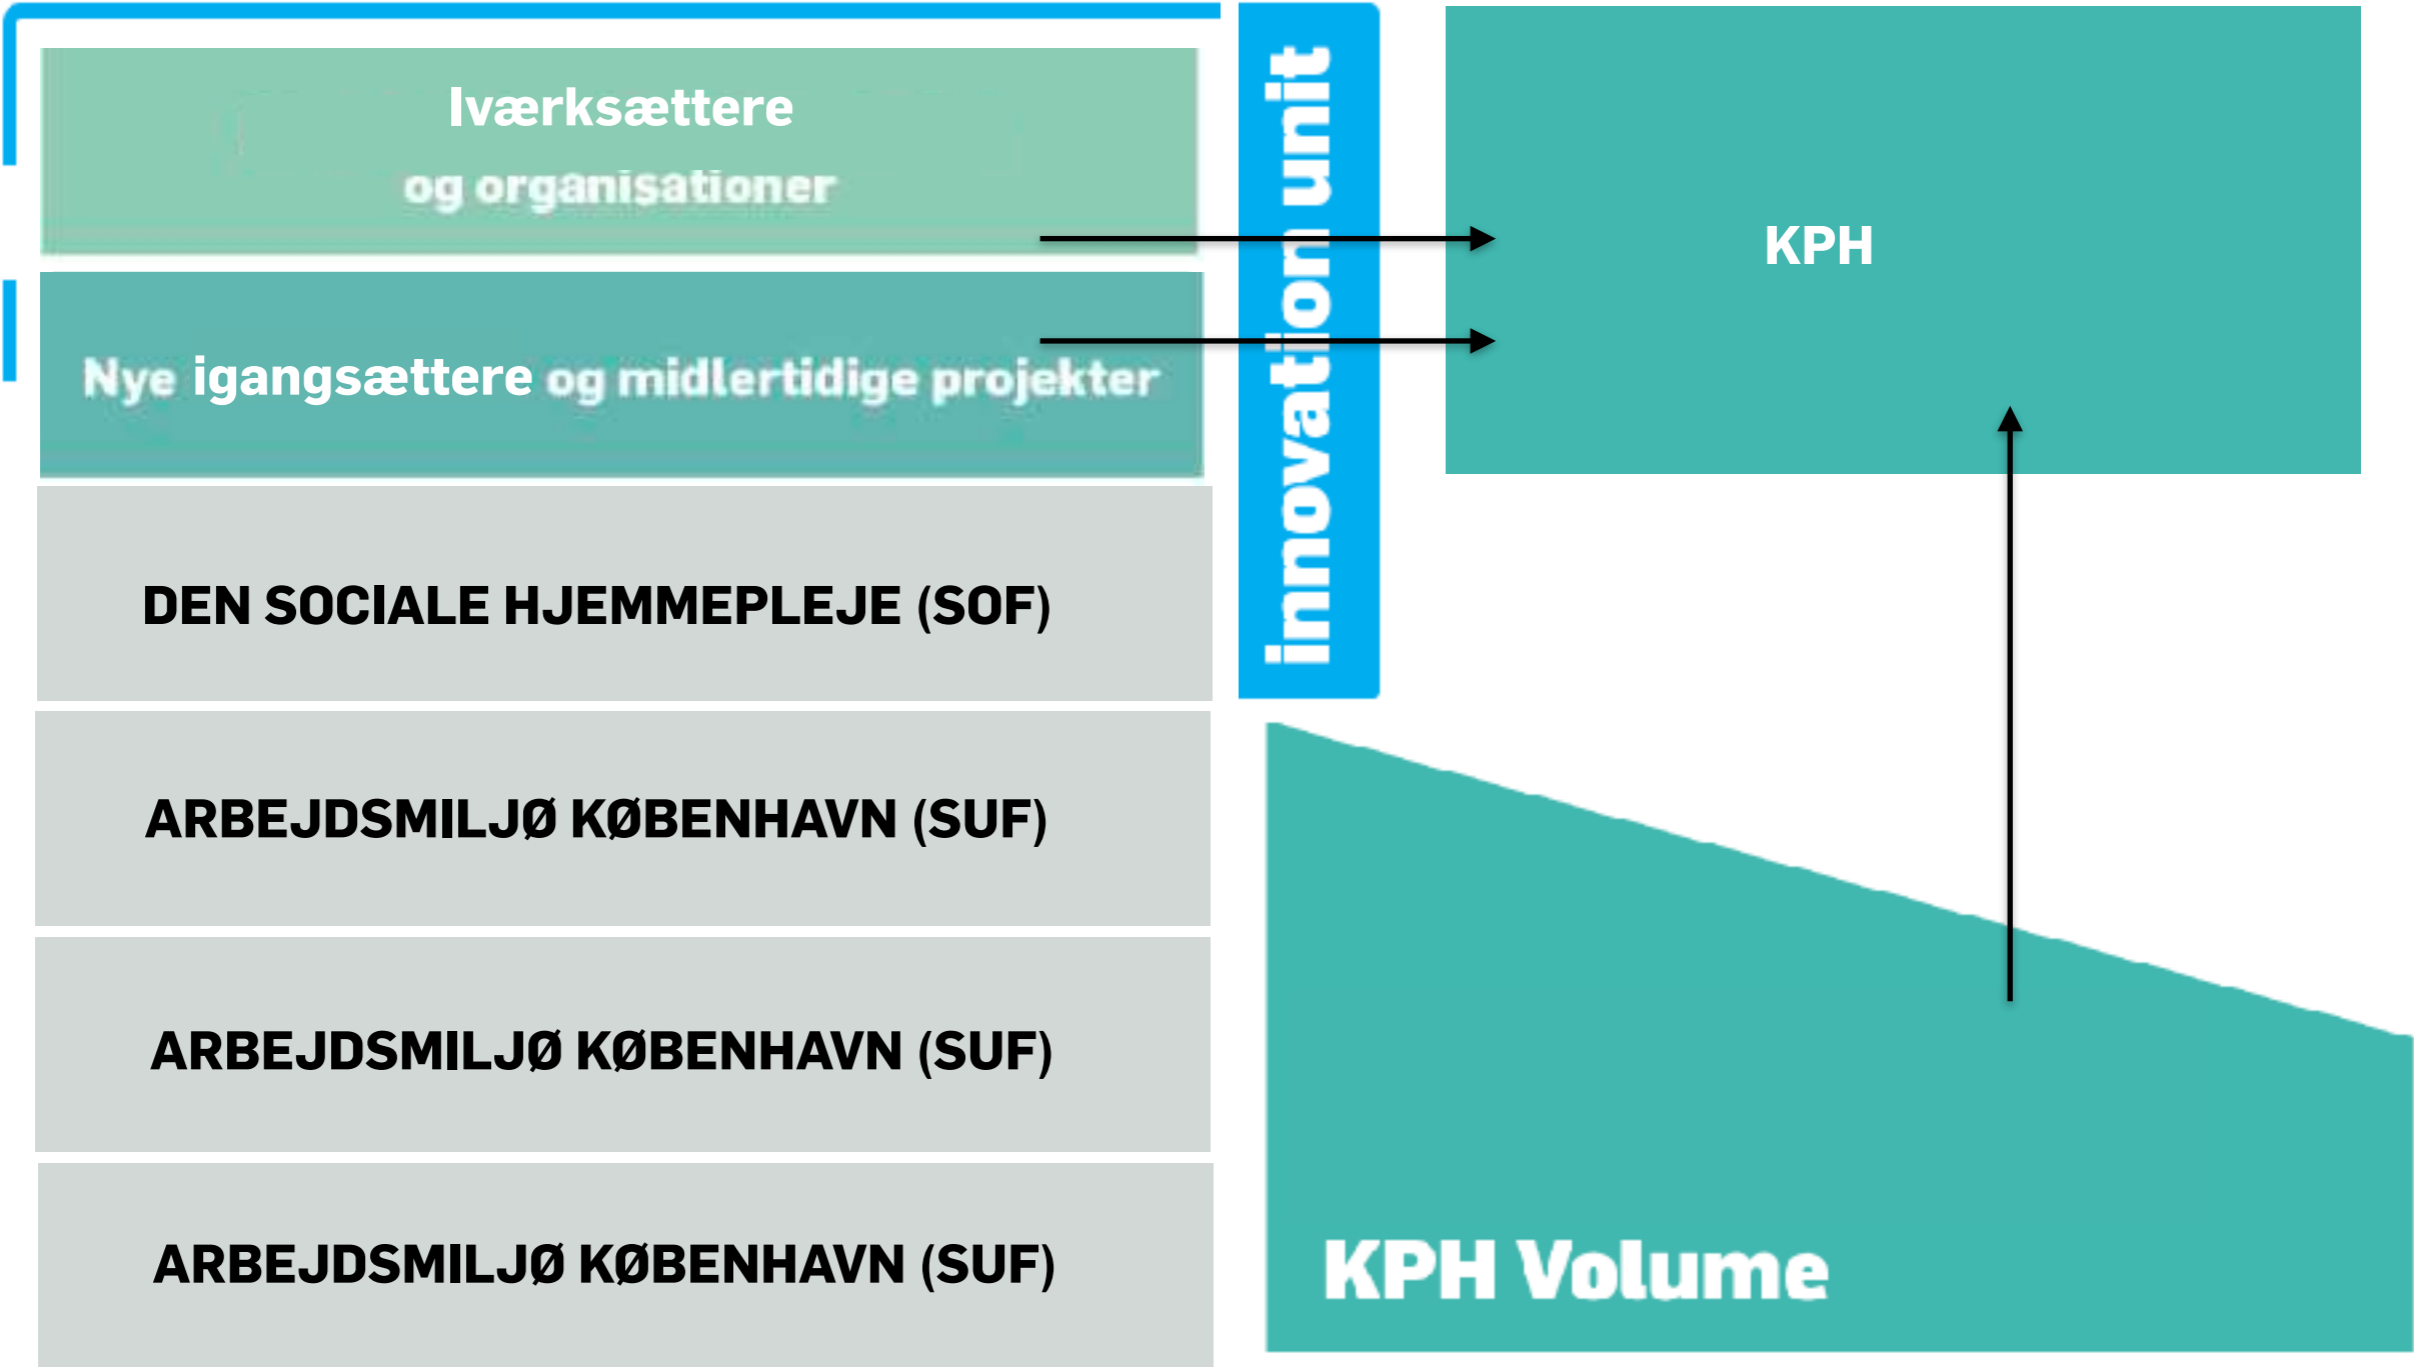 Iværksættere
og organisationer
Nye igangsættere og midlertidige projekter
DEN SOCIALE HJEMMEPLEJE (SOF)
ARBEJDSMILJØ KØBENHAVN (SUF)
ARBEJDSMILJØ KØBENHAVN (SUF)
ARBEJDSMILJØ KØBENHAVN (SUF)
innovation unit
KPH
KPH Volume